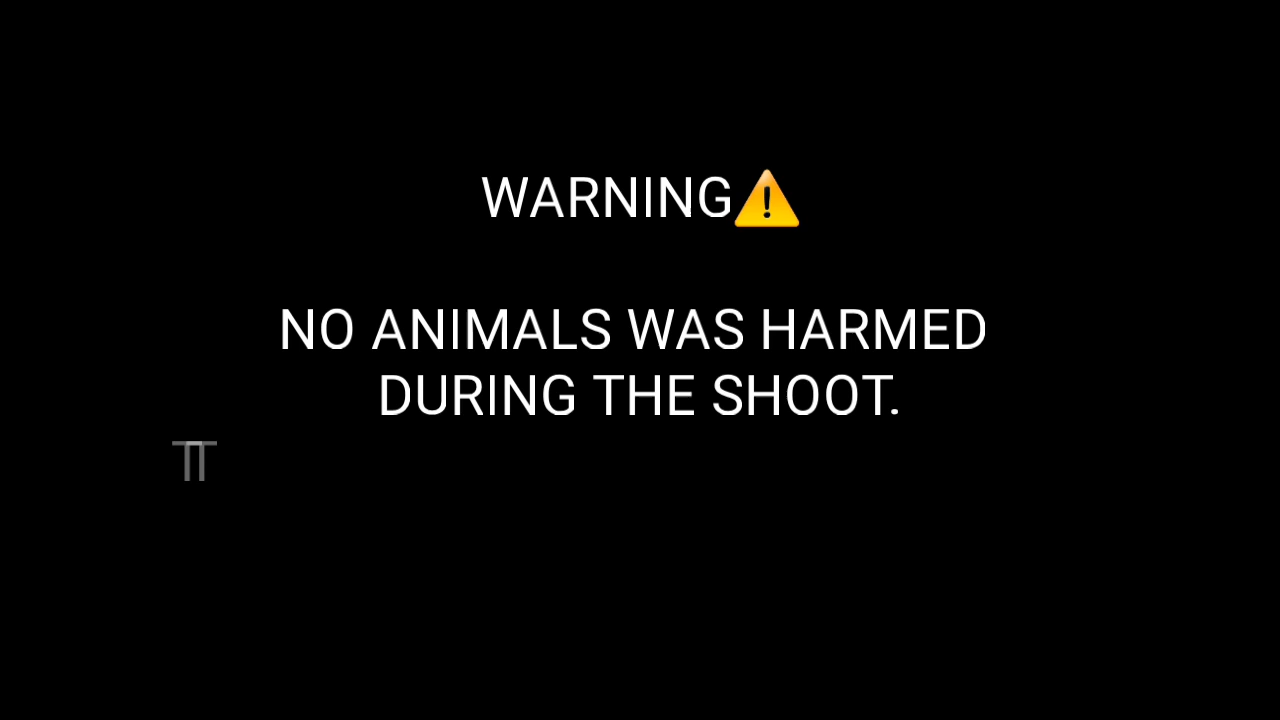 WARNING⚠️
NO ANIMALS WAS HARMED
DURING THE SHOOT.